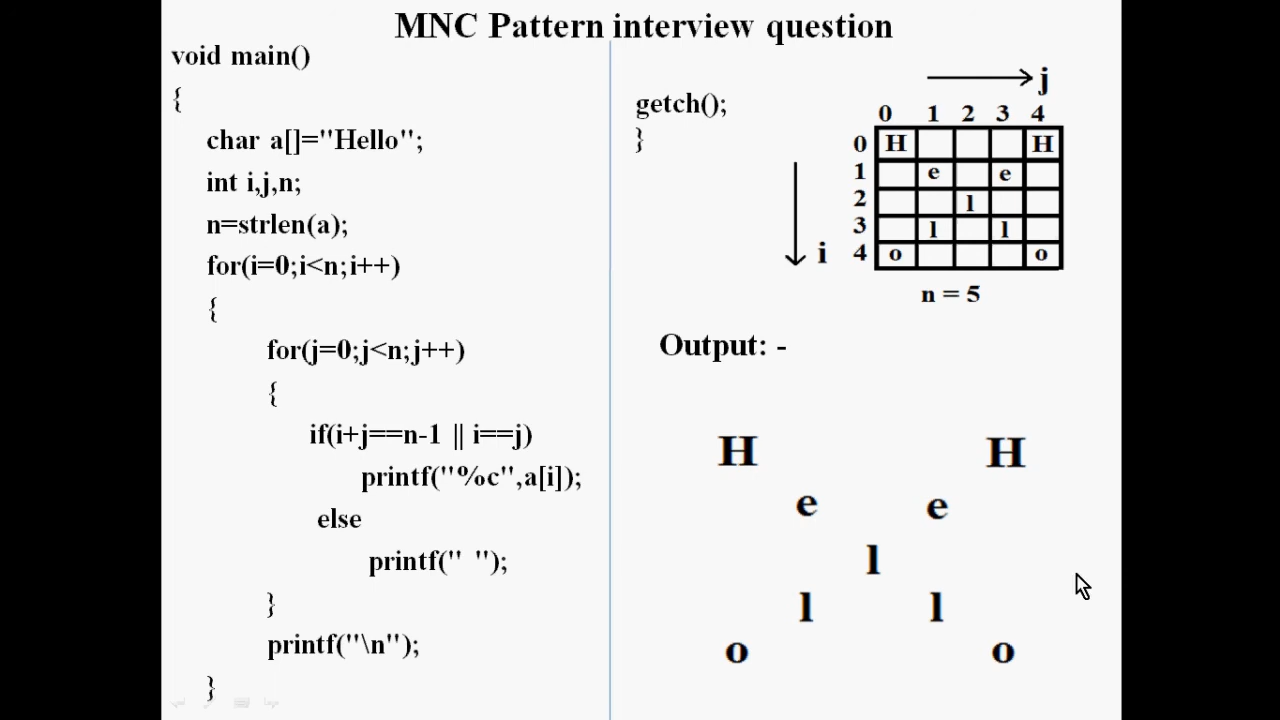 MNC Pattern interview question
void main()
{
char a[]="Hello";
int i,j,n;
n=strlen(a);
for(i=0;i<n;i++)
{
for(j=0;j<n;j++)
{
if(i+j==n-1 || i==j)
printf("%c",a[i]);
else
printf(" ");
}
printf("\n");
}
getch();
}
j
0 1 2 3 4
0 H H
1 e e
2 l
3 l l
i 4 o o
n = 5
Output: -
H H
e e
l
l l
o o